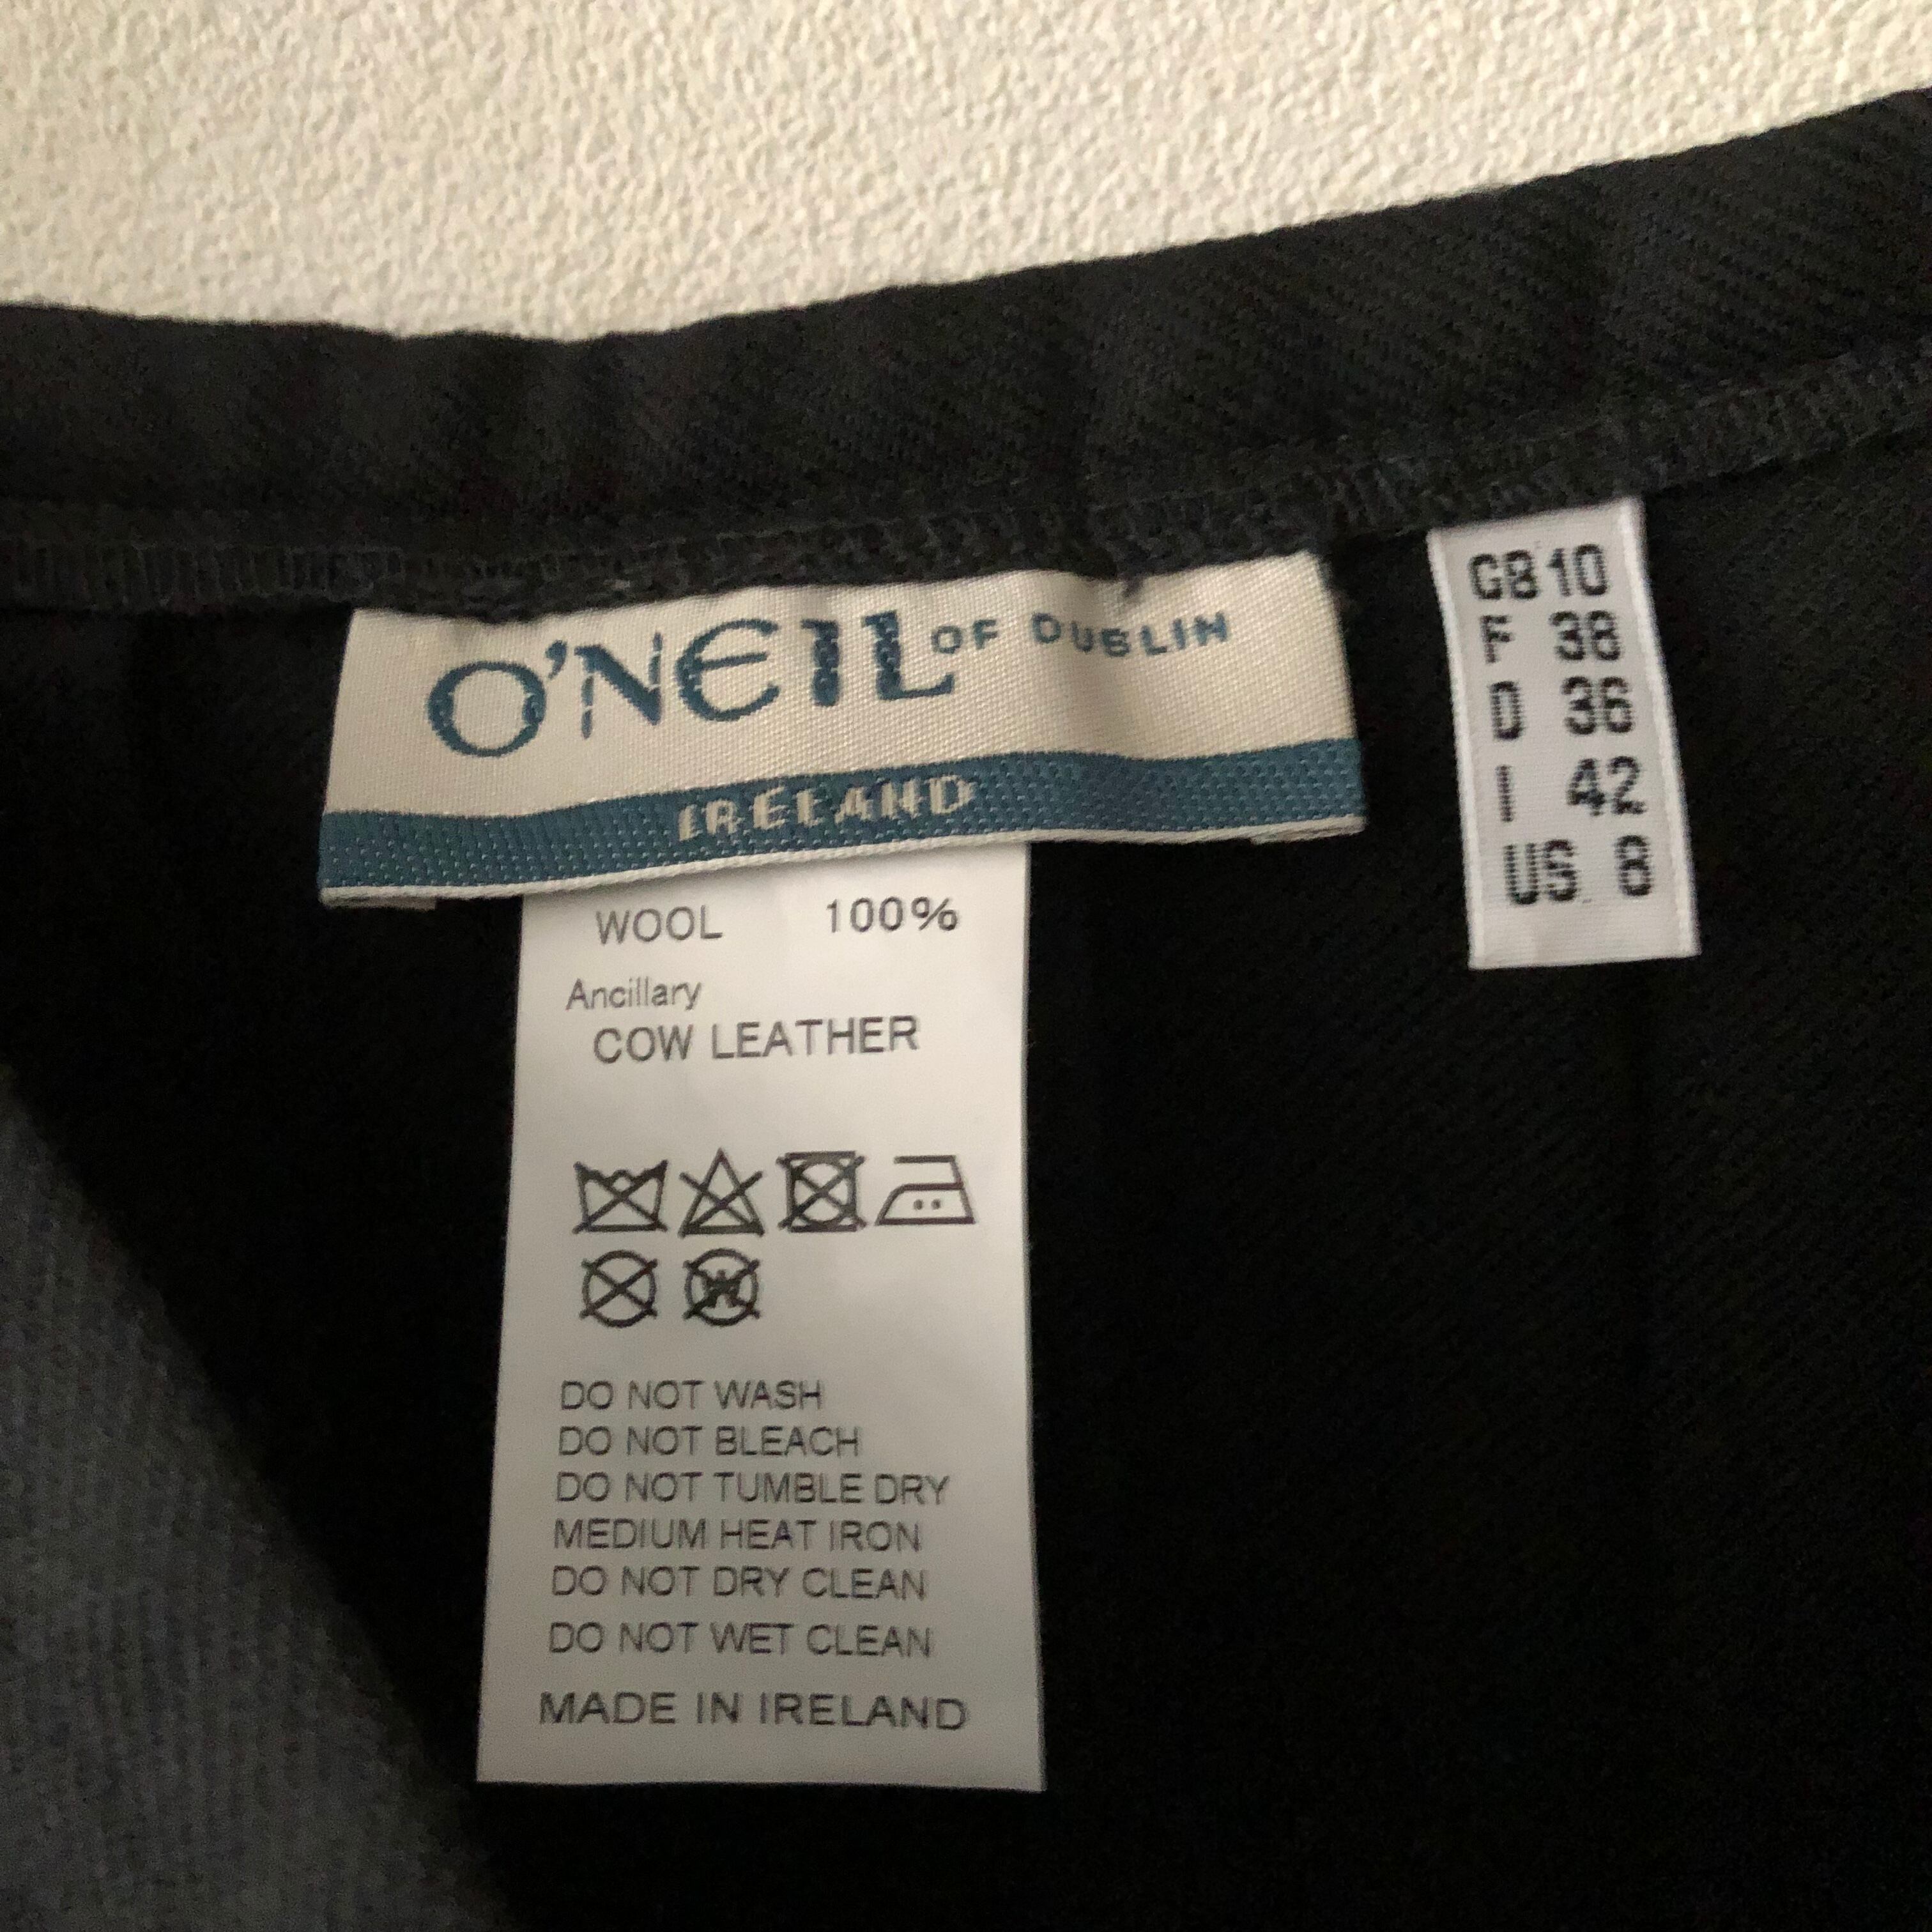 O'NEIL OF DUBLIN
IRELAND
GB 10
F 38
D 36
I 42
US 8
WOOL 100%
Ancillary
COW LEATHER
W
DO NOT WASH
DO NOT BLEACH
DO NOT TUMBLE DRY
MEDIUM HEAT IRON
DO NOT DRY CLEAN
DO NOT WET CLEAN
MADE IN IRELAND